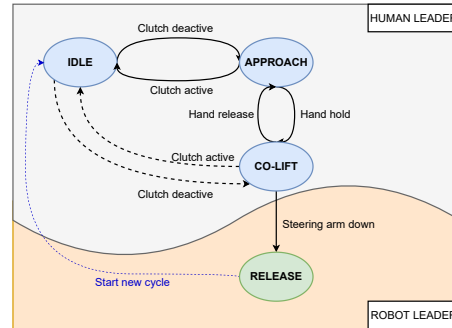 HUMAN LEADER
Clutch deactive
IDLE
APPROACH
Clutch active
Hand release
Hand hold
Clutch active
CO-LIFT
Clutch deactive
Steering arm down
RELEASE
Start new cycle
ROBOT LEADER